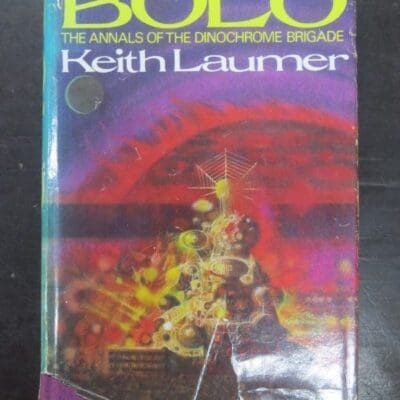 BOLO
THE ANNALS OF THE DINOCHROME BRIGADE
Keith Laumer